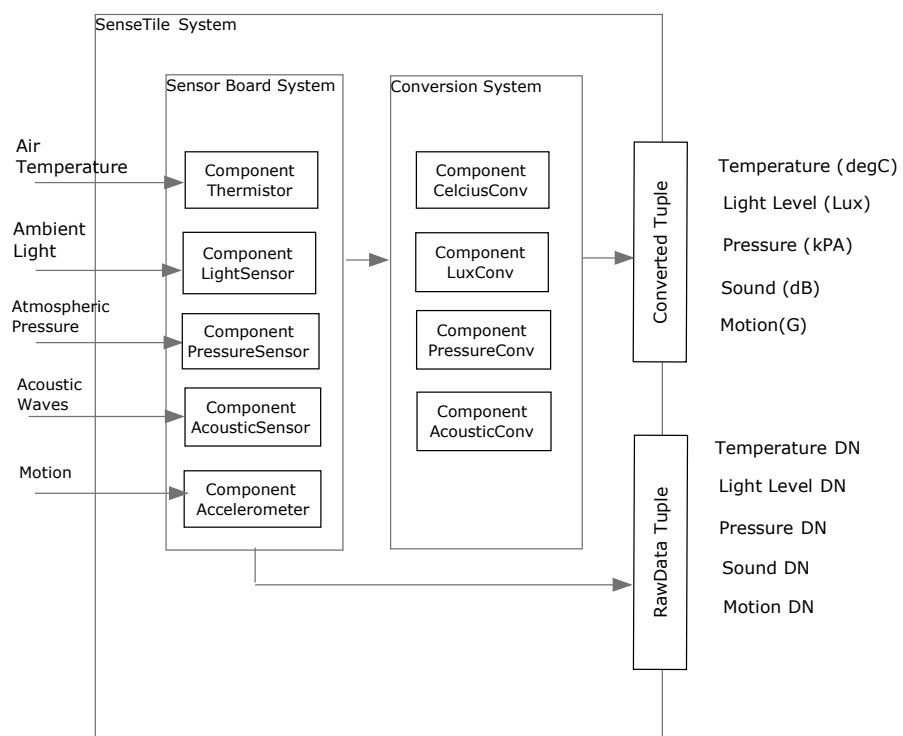 SenseTile System
Sensor Board System
Conversion System
Air
Temperature
Ambient
Light
Atmospheric
Pressure
Acoustic
Waves
Motion
Component
Thermistor
Component
LightSensor
Component
PressureSensor
Component
AcousticSensor
Component
Accelerometer
Component
CelciusConv
Component
LuxConv
Component
PressureConv
Component
AcousticConv
Converted Tuple
Temperature (degC)
Light Level (Lux)
Pressure (kPA)
Sound (dB)
Motion(G)
RawData Tuple
Temperature DN
Light Level DN
Pressure DN
Sound DN
Motion DN